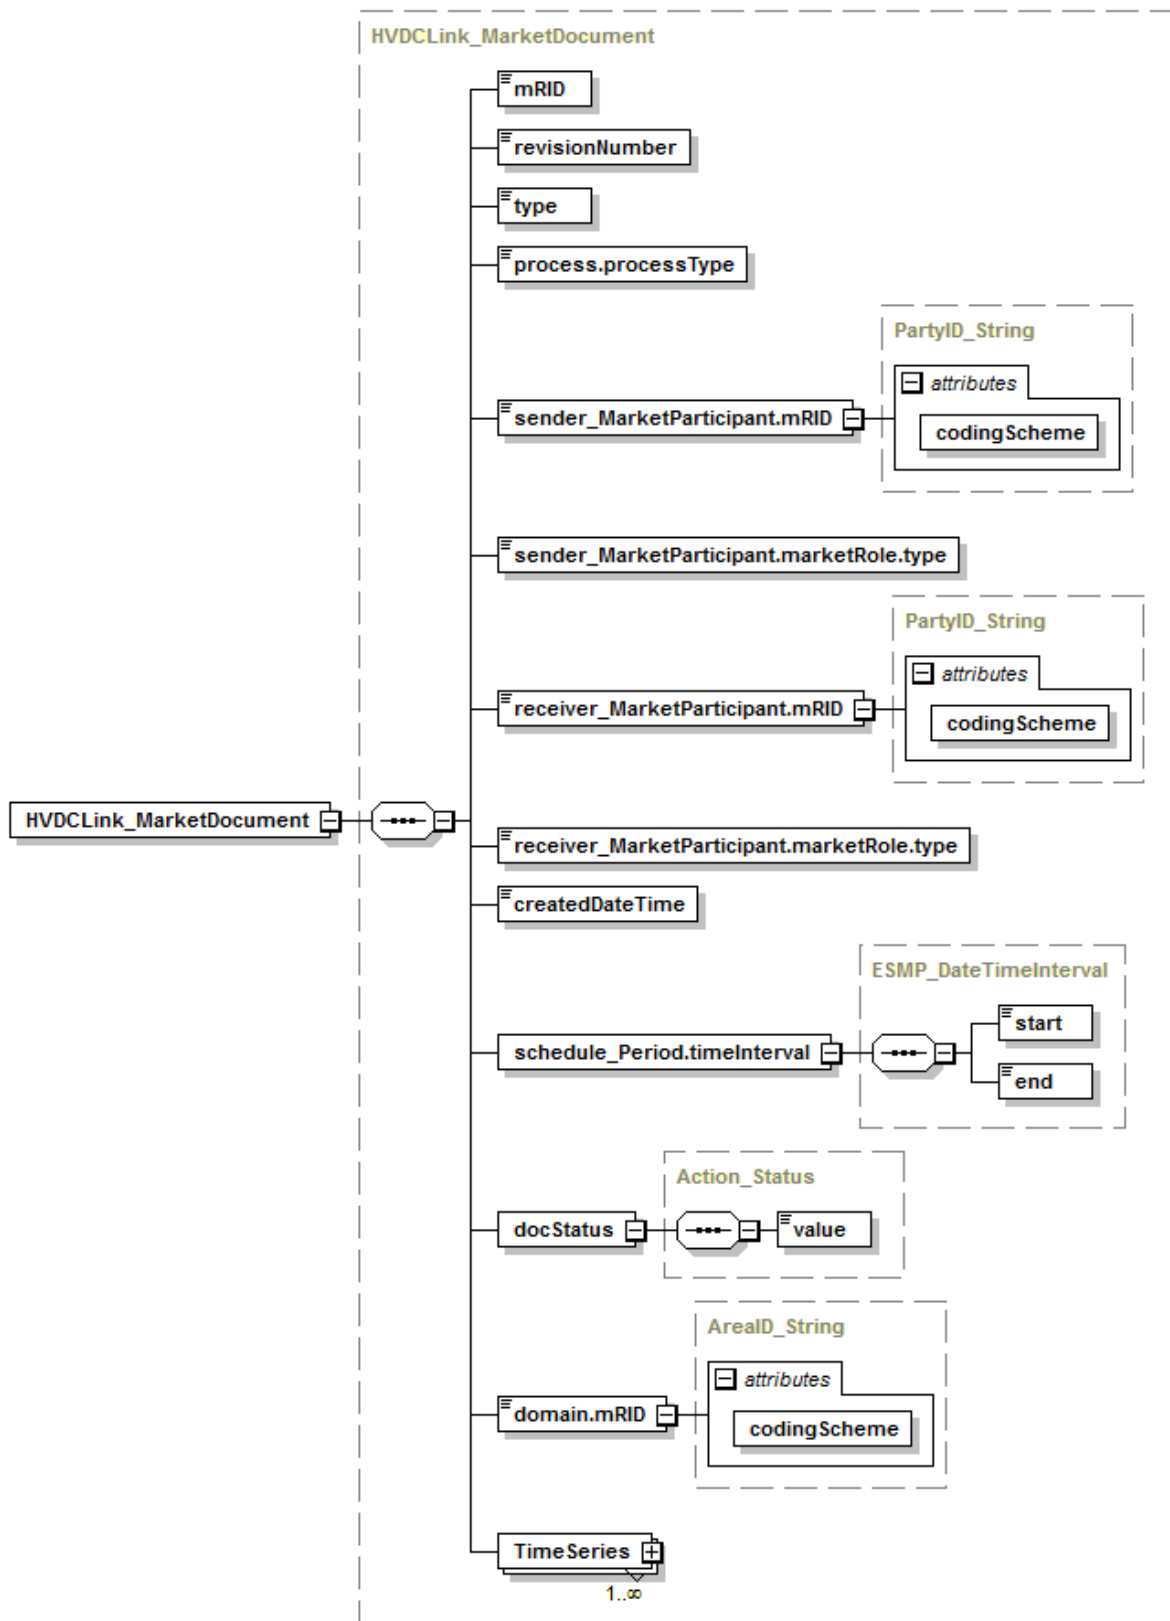 HVDCLink_MarketDocument
mRID
revisionNumber
type
process.processType
PartyID_String
attributes
sender_MarketParticipant.mRID
codingScheme
sender_MarketParticipant.marketRole.type
PartyID_String
attributes
receiver_MarketParticipant.mRID
codingScheme
HVDCLink_MarketDocument
receiver_MarketParticipant.marketRole.type
createdDateTime
ESMP_DateTimeInterval
start
schedule_Period.timeInterval
end
Action_Status
docStatus
value
AreaID_String
attributes
domain.mRID
codingScheme
TimeSeries
1..∞